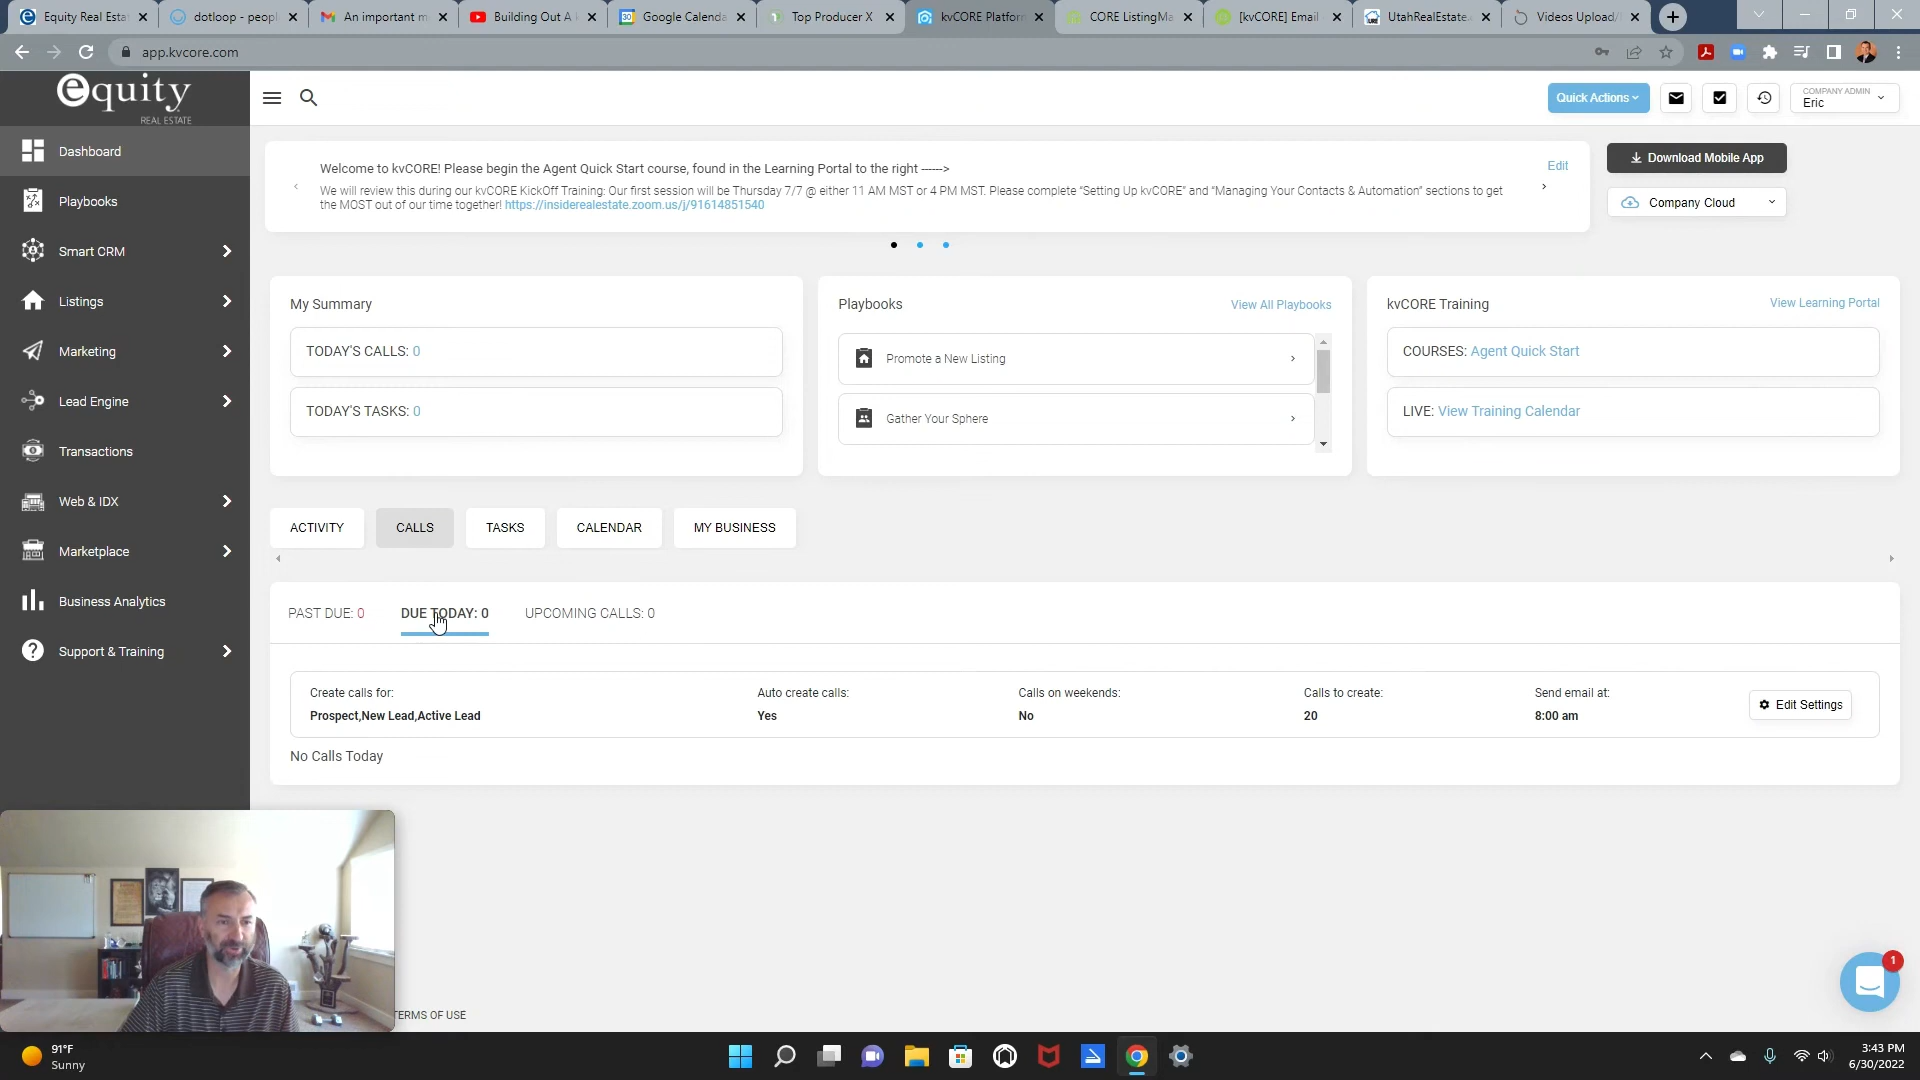 Equity Real Estat
dotloop - peopl
An important m
Building Out A k
Google Calenda
Top Producer X
kvCORE Platform
CORE ListingMa
[kvCORE] Email
UtahRealEstate.
Videos Upload/
app.kvcore.com
equity
REAL ESTATE
Quick Actions
COMPANY ADMIN
Eric
Dashboard
Playbooks
Smart CRM
Listings
Marketing
Lead Engine
Transactions
Web & IDX
Marketplace
Business Analytics
Support & Training
Welcome to kvCORE! Please begin the Agent Quick Start course, found in the Learning Portal to the right ----->
Edit
We will review this during our kvCORE KickOff Training: Our first session will be Thursday 7/7 @ either 11 AM MST or 4 PM MST. Please complete “Setting Up kvCORE” and “Managing Your Contacts & Automation” sections to get
the MOST out of our time together! https://insiderealestate.zoom.us/j/91614851540
Download Mobile App
Company Cloud
My Summary
TODAY'S CALLS: 0
TODAY'S TASKS: 0
Playbooks
View All Playbooks
Promote a New Listing
Gather Your Sphere
kvCORE Training
View Learning Portal
COURSES: Agent Quick Start
LIVE: View Training Calendar
ACTIVITY
CALLS
TASKS
CALENDAR
MY BUSINESS
PAST DUE: 0
DUE TODAY: 0
UPCOMING CALLS: 0
Create calls for:
Prospect,New Lead,Active Lead
Auto create calls:
Yes
Calls on weekends:
No
Calls to create:
20
Send email at:
8:00 am
Edit Settings
No Calls Today
1
TERMS OF USE
91°F
Sunny
3:43 PM
6/30/2022